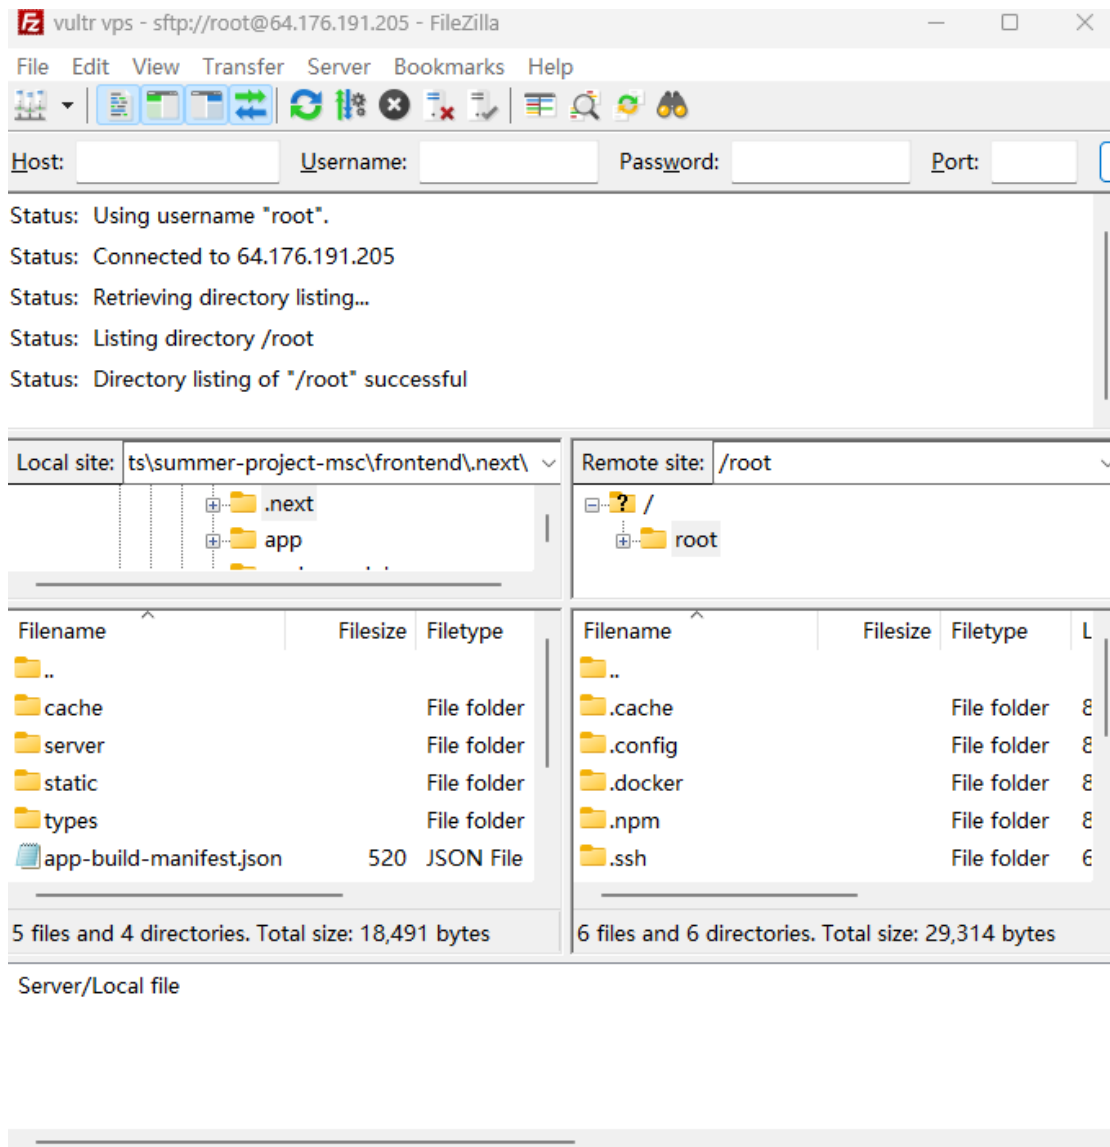 vultr vps - sftp://root@64.176.191.205 - FileZilla
File Edit View Transfer Server Bookmarks Help
Host: Username: Password: Port:
Status: Using username "root".
Status: Connected to 64.176.191.205
Status: Retrieving directory listing...
Status: Listing directory /root
Status: Directory listing of "/root" successful
Local site: ts\summer-project-msc\frontend\.next\
.next
app
Remote site: /root
? /
root
Filename Filesize Filetype
..
cache File folder
server File folder
static File folder
types File folder
app-build-manifest.json 520 JSON File
5 files and 4 directories. Total size: 18,491 bytes
Filename Filesize Filetype L
..
.cache File folder 8
.config File folder 8
.docker File folder 8
.npm File folder 8
.ssh File folder 6
6 files and 6 directories. Total size: 29,314 bytes
Server/Local file